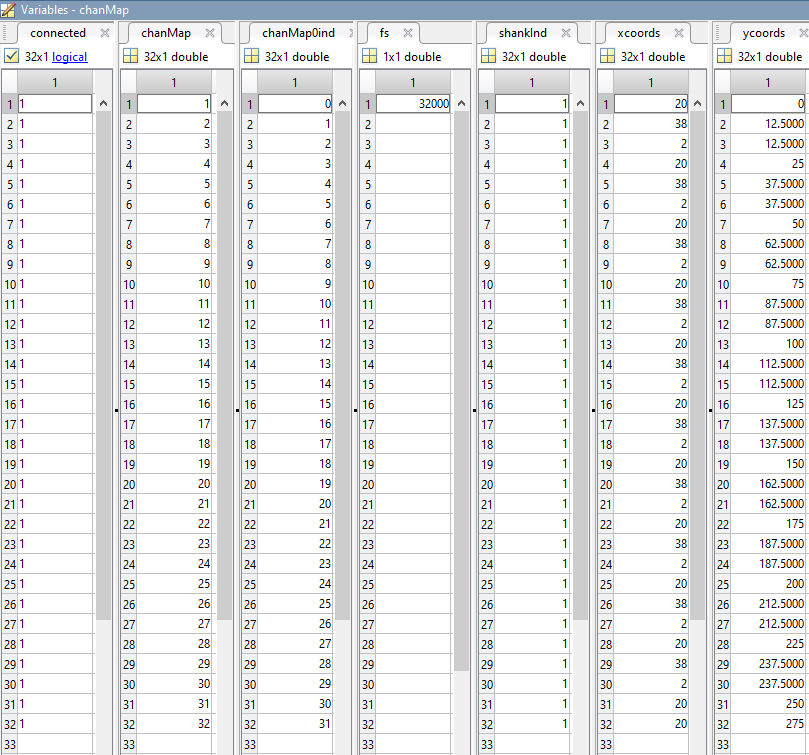 Variables - chanMap
connected chanMap chanMap0ind fs shankInd xcoords ycoords
32x1 logical 32x1 double 32x1 double 1x1 double 32x1 double 32x1 double 32x1 double
1 1 1 1 1 1 1
1 1 1 1 1 0 1 32000 1 1 1 20 1 0
2 1 2 2 2 1 2 2 1 2 38 2 12.5000
3 1 3 3 3 2 3 3 1 3 2 3 12.5000
4 1 4 4 4 3 4 4 1 4 20 4 25
5 1 5 5 5 4 5 5 1 5 38 5 37.5000
6 1 6 6 6 5 6 6 1 6 2 6 37.5000
7 1 7 7 7 6 7 7 1 7 20 7 50
8 1 8 8 8 7 8 8 1 8 38 8 62.5000
9 1 9 9 9 8 9 9 1 9 2 9 62.5000
10 1 10 10 10 9 10 10 1 10 20 10 75
11 1 11 11 11 10 11 11 1 11 38 11 87.5000
12 1 12 12 12 11 12 12 1 12 2 12 87.5000
13 1 13 13 13 12 13 13 1 13 20 13 100
14 1 14 14 14 13 14 14 1 14 38 14 112.5000
15 1 15 15 15 14 15 15 1 15 2 15 112.5000
16 1 16 16 16 15 16 16 1 16 20 16 125
17 1 17 17 17 16 17 17 1 17 38 17 137.5000
18 1 18 18 18 17 18 18 1 18 2 18 137.5000
19 1 19 19 19 18 19 19 1 19 20 19 150
20 1 20 20 20 19 20 20 1 20 38 20 162.5000
21 1 21 21 21 20 21 21 1 21 2 21 162.5000
22 1 22 22 22 21 22 22 1 22 20 22 175
23 1 23 23 23 22 23 23 1 23 38 23 187.5000
24 1 24 24 24 23 24 24 1 24 2 24 187.5000
25 1 25 25 25 24 25 25 1 25 20 25 200
26 1 26 26 26 25 26 26 1 26 38 26 212.5000
27 1 27 27 27 26 27 27 1 27 2 27 212.5000
28 1 28 28 28 27 28 28 1 28 20 28 225
29 1 29 29 29 28 29 29 1 29 38 29 237.5000
30 1 30 30 30 29 30 30 1 30 2 30 237.5000
31 1 31 31 31 30 31 31 1 31 20 31 250
32 1 32 32 32 31 32 32 1 32 20 32 275
33 33 33 33 33 33 33